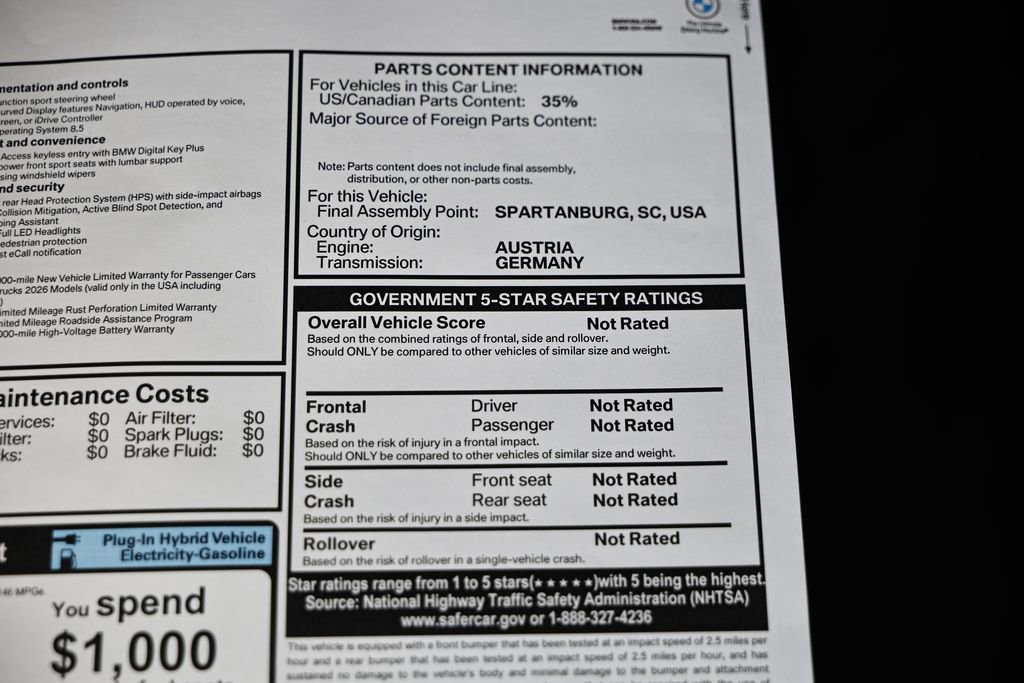 The Ultimate
Driving Machine®
mentation and controls
unction sport steering wheel
urved Display features Navigation, HUD operated by voice,
reen, or iDrive Controller
perating System 8.5
t and convenience
Access keyless entry with BMW Digital Key Plus
power front sport seats with lumbar support
sing windshield wipers
nd security
rear Head Protection System (HPS) with side-impact airbags
Collision Mitigation, Active Blind Spot Detection, and
ping Assistant
Full LED Headlights
edestrian protection
st eCall notification
000-mile New Vehicle Limited Warranty for Passenger Cars
rucks 2026 Models (valid only in the USA including
)
imited Mileage Rust Perforation Limited Warranty
mited Mileage Roadside Assistance Program
000-mile High-Voltage Battery Warranty
aintenance Costs
ervices: $0 Air Filter: $0
ilter: $0 Spark Plugs: $0
ks: $0 Brake Fluid: $0
t
Plug-In Hybrid Vehicle
Electricity-Gasoline
MPGe
You spend
$1,000
PARTS CONTENT INFORMATION
For Vehicles in this Car Line:
US/Canadian Parts Content: 35%
Major Source of Foreign Parts Content:
Note: Parts content does not include final assembly,
distribution, or other non-parts costs.
For this Vehicle:
Final Assembly Point: SPARTANBURG, SC, USA
Country of Origin:
Engine: AUSTRIA
Transmission: GERMANY
GOVERNMENT 5-STAR SAFETY RATINGS
Overall Vehicle Score Not Rated
Based on the combined ratings of frontal, side and rollover.
Should ONLY be compared to other vehicles of similar size and weight.
Frontal Driver Not Rated
Crash Passenger Not Rated
Based on the risk of injury in a frontal impact.
Should ONLY be compared to other vehicles of similar size and weight.
Side Front seat Not Rated
Crash Rear seat Not Rated
Based on the risk of injury in a side impact.
Rollover Not Rated
Based on the risk of rollover in a single-vehicle crash.
Star ratings range from 1 to 5 stars(★★★★★)with 5 being the highest.
Source: National Highway Traffic Safety Administration (NHTSA)
www.safercar.gov or 1-888-327-4236
This vehicle is equipped with a front bumper that has been tested at an impact speed of 2.5 miles per
hour and a rear bumper that has been tested at an impact speed of 2.5 miles per hour, and has
sustained no damage to the vehicle's body and minimal damage to the bumper and attachment